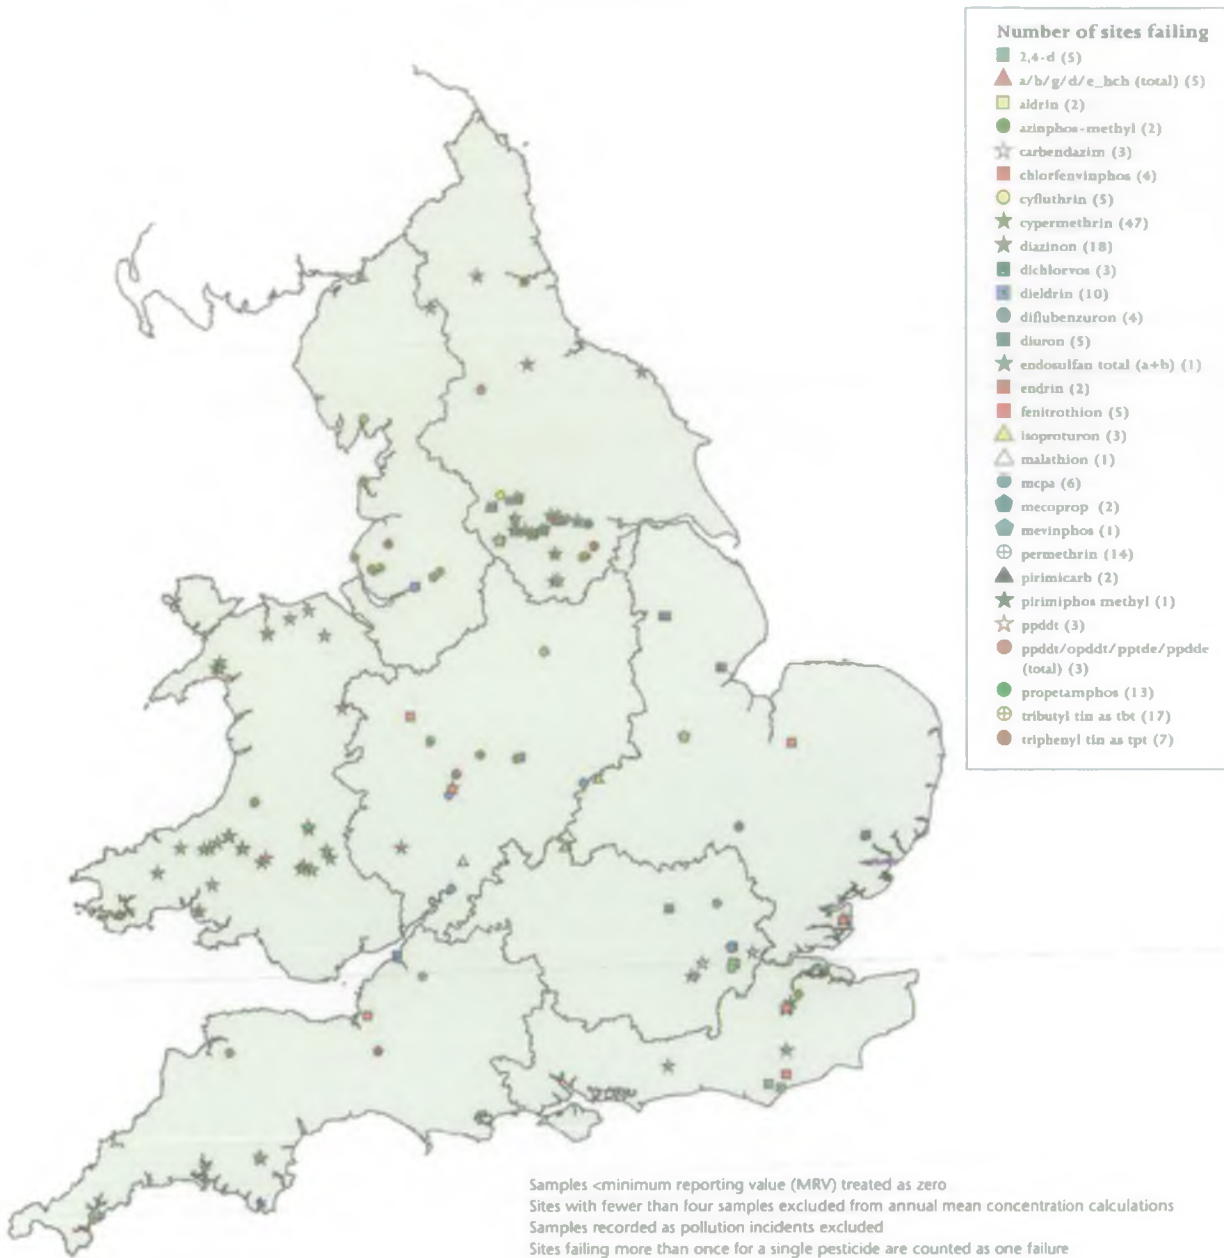 Number of sites failing
2,4-d (5)
a/b/g/d/e_hch (total) (5)
aldrin (2)
azinphos-methyl (2)
carbendazim (3)
chlorfenvinphos (4)
cyfluthrin (5)
cypermethrin (47)
diazinon (18)
dichlorvos (3)
dieldrin (10)
diflubenzuron (4)
diuron (5)
endosulfan total (a+b) (1)
endrin (2)
fenitrothion (5)
isoproturon (3)
malathion (1)
mcpa (6)
mecoprop (2)
mevinphos (1)
permethrin (14)
pirimicarb (2)
pirimiphos methyl (1)
ppddt (3)
ppddt/opddt/pptde/ppdde
(total) (3)
propetamphos (13)
tributyl tin as tbt (17)
triphenyl tin as tpt (7)
Samples <minimum reporting value (MRV) treated as zero
Sites with fewer than four samples excluded from annual mean concentration calculations
Samples recorded as pollution incidents excluded
Sites failing more than once for a single pesticide are counted as one failure